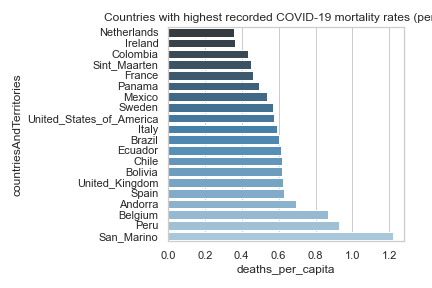 Countries with highest recorded COVID-19 mortality rates (per
countriesAndTerritories
Netherlands
Ireland
Colombia
Sint_Maarten
France
Panama
Mexico
Sweden
United_States_of_America
Italy
Brazil
Ecuador
Chile
Bolivia
United_Kingdom
Spain
Andorra
Belgium
Peru
San_Marino
0.0 0.2 0.4 0.6 0.8 1.0 1.2
deaths_per_capita